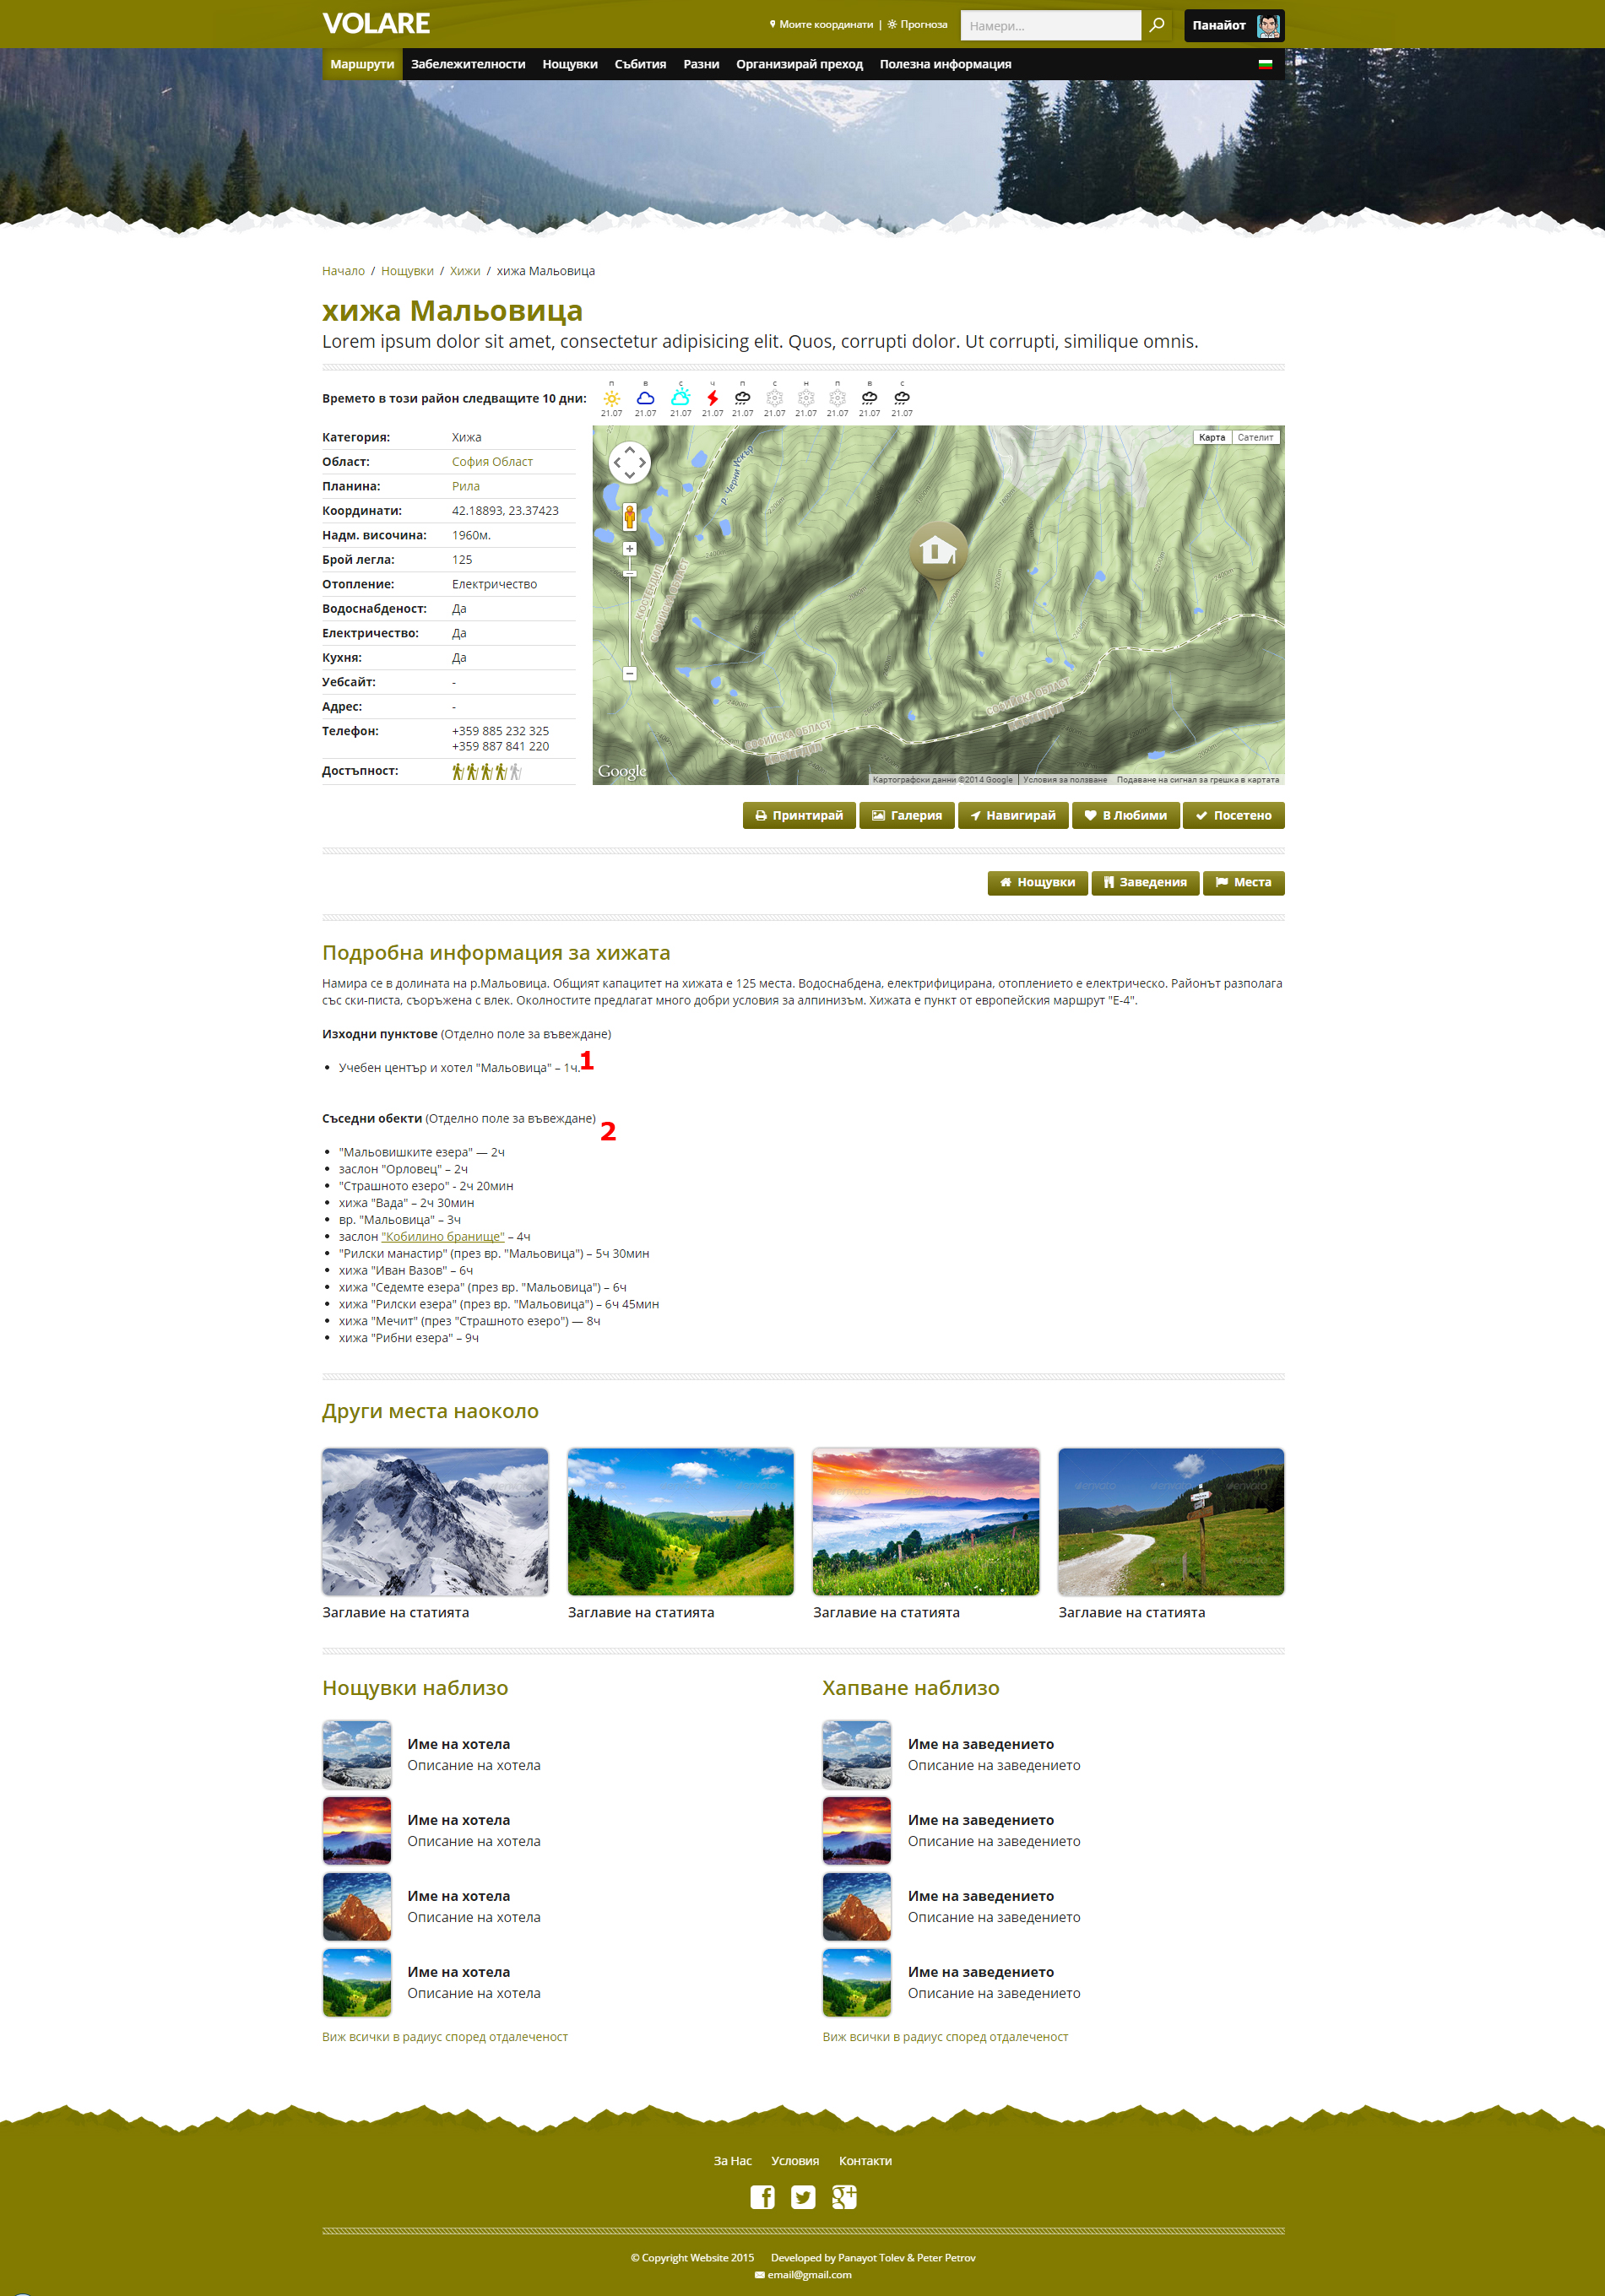 VOLARE
Моите координати | Прогноза
Намери...
Панайот
Маршрути Забележителности Нощувки Събития Разни Организирай преход Полезна информация
Начало / Нощувки / Хижи / хижа Мальовица
хижа Мальовица
Lorem ipsum dolor sit amet, consectetur adipisicing elit. Quos, corrupti dolor. Ut corrupti, similique omnis.
п в с ч п с н п в с
Времето в този район следващите 10 дни:
21.07 21.07 21.07 21.07 21.07 21.07 21.07 21.07 21.07 21.07
Категория: Хижа
Област: София Област
Планина: Рила
Координати: 42.18893, 23.37423
Надм. височина: 1960м.
Брой легла: 125
Отопление: Електричество
Водоснабденост: Да
Електричество: Да
Кухня: Да
Уебсайт: -
Адрес: -
Телефон: +359 885 232 325
+359 887 841 220
Достъпност:
Карта Сателит
р. Черни Искър
КЮСТЕНДИЛ
СОФИЙСКА ОБЛАСТ
СОФИЙСКА ОБЛАСТ
КЮСТЕНДИЛ
СОФИЙСКА ОБЛАСТ
КЮСТЕНДИЛ
Google
Картографски данни ©2014 Google Условия за ползване Подаване на сигнал за грешка в картата
Принтирай Галерия Навигирай В Любими Посетено
Нощувки Заведения Места
Подробна информация за хижата
Намира се в долината на р.Мальовица. Общият капацитет на хижата е 125 места. Водоснабдена, електрифицирана, отоплението е електрическо. Районът разполага
със ски-писта, съоръжена с влек. Околностите предлагат много добри условия за алпинизъм. Хижата е пункт от европейския маршрут "Е-4".
Изходни пунктове (Отделно поле за въвеждане)
• Учебен център и хотел "Мальовица" – 1ч.
1
Съседни обекти (Отделно поле за въвеждане)
2
• "Мальовишките езера" — 2ч
• заслон "Орловец" – 2ч
• "Страшното езеро" - 2ч 20мин
• хижа "Вада" – 2ч 30мин
• вр. "Мальовица" – 3ч
• заслон "Кобилино бранище" – 4ч
• "Рилски манастир" (през вр. "Мальовица") – 5ч 30мин
• хижа "Иван Вазов" – 6ч
• хижа "Седемте езера" (през вр. "Мальовица") – 6ч
• хижа "Рилски езера" (през вр. "Мальовица") – 6ч 45мин
• хижа "Мечит" (през "Страшното езеро") — 8ч
• хижа "Рибни езера" – 9ч
Други места наоколо
Заглавие на статията Заглавие на статията Заглавие на статията Заглавие на статията
Нощувки наблизо
Име на хотела
Описание на хотела
Име на хотела
Описание на хотела
Име на хотела
Описание на хотела
Име на хотела
Описание на хотела
Виж всички в радиус според отдалеченост
Хапване наблизо
Име на заведението
Описание на заведението
Име на заведението
Описание на заведението
Име на заведението
Описание на заведението
Име на заведението
Описание на заведението
Виж всички в радиус според отдалеченост
За Нас Условия Контакти
© Copyright Website 2015 Developed by Panayot Tolev & Peter Petrov
email@gmail.com